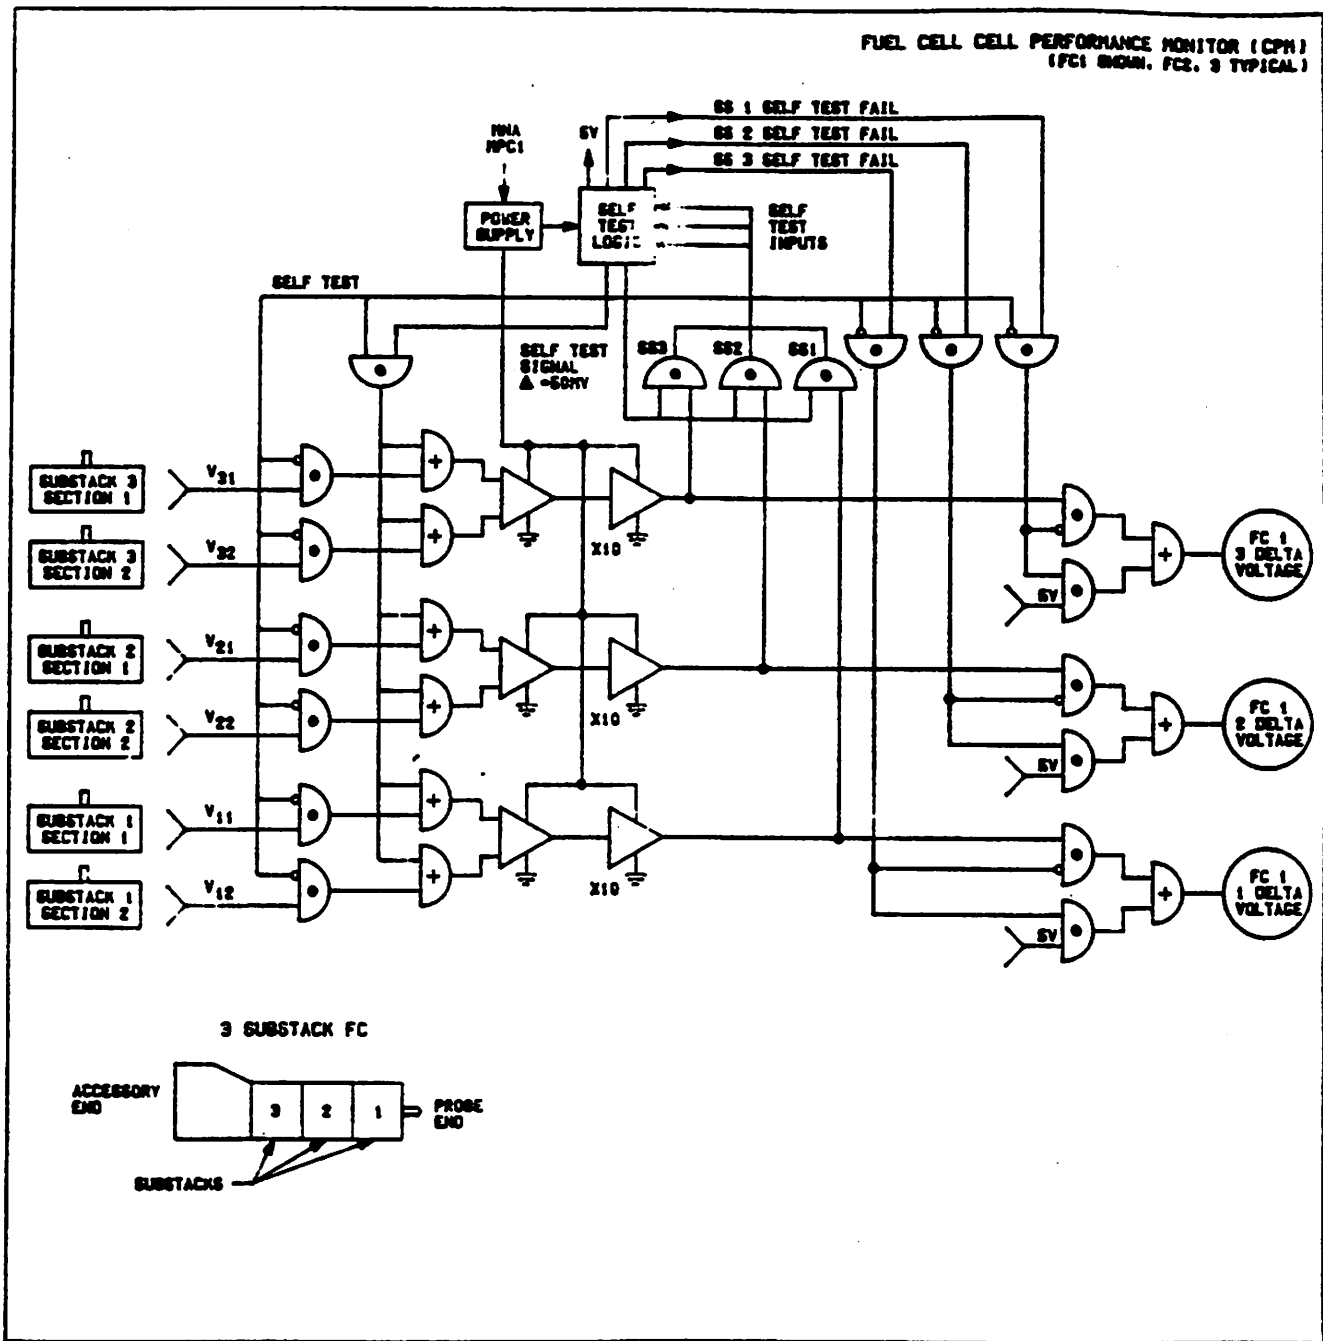 FUEL CELL CELL PERFORMANCE MONITOR (CPM)
(FC1 SHOWN. FC2. 3 TYPICAL)
SS 1 SELF TEST FAIL
SS 2 SELF TEST FAIL
SS 3 SELF TEST FAIL
MNA
MPC1
5V
POWER
SUPPLY
SELF
TEST
LOGIC
SELF
TEST
INPUTS
SELF TEST
SELF TEST
SIGNAL
Δ =50MV
SS3
SS2
SS1
SUBSTACK 3
SECTION 1
V31
SUBSTACK 3
SECTION 2
V32
X10
5V
FC 1
3 DELTA
VOLTAGE
SUBSTACK 2
SECTION 1
V21
SUBSTACK 2
SECTION 2
V22
X10
5V
FC 1
2 DELTA
VOLTAGE
SUBSTACK 1
SECTION 1
V11
SUBSTACK 1
SECTION 2
V12
X10
5V
FC 1
1 DELTA
VOLTAGE
3 SUBSTACK FC
ACCESSORY
END
3
2
1
PROBE
END
SUBSTACKS